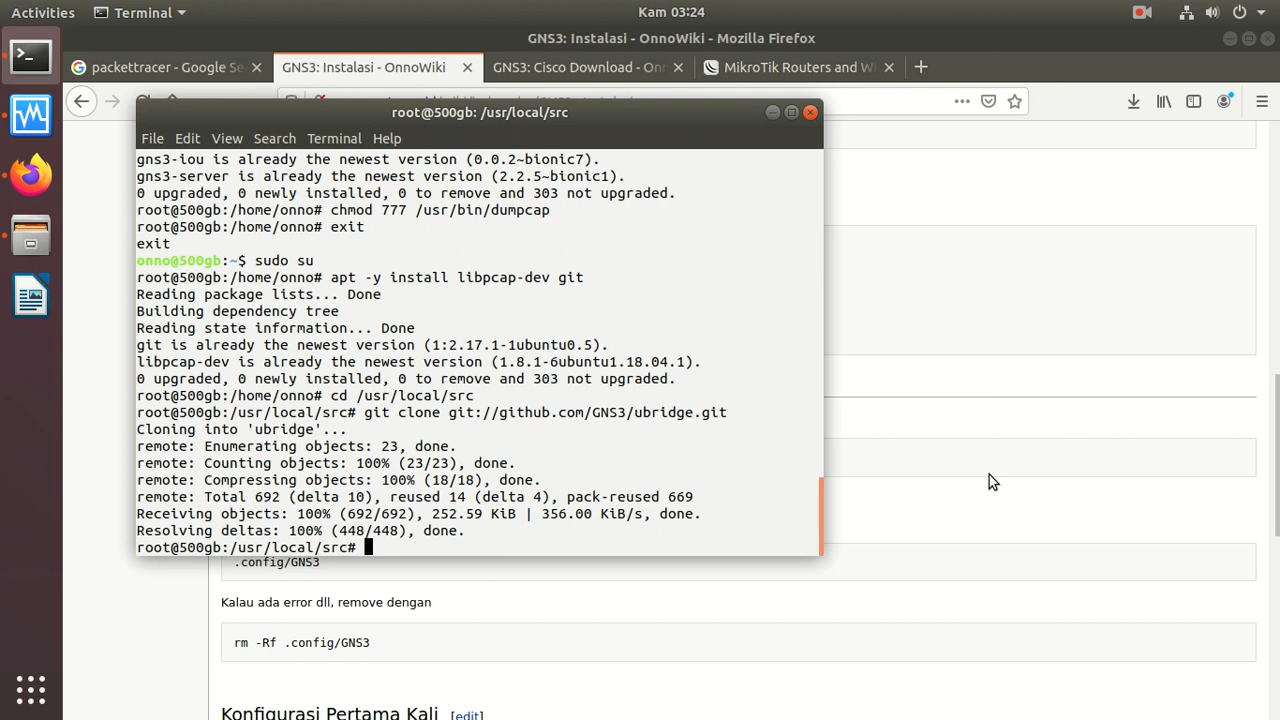 Activities
Terminal
Kam 03:24
GNS3: Instalasi - OnnoWiki - Mozilla Firefox
packettracer - Google Se
GNS3: Instalasi - OnnoWiki
GNS3: Cisco Download - Onn
MikroTik Routers and Wi
root@500gb: /usr/local/src
File Edit View Search Terminal Help
gns3-iou is already the newest version (0.0.2~bionic7).
gns3-server is already the newest version (2.2.5~bionic1).
0 upgraded, 0 newly installed, 0 to remove and 303 not upgraded.
root@500gb:/home/onno# chmod 777 /usr/bin/dumpcap
root@500gb:/home/onno# exit
exit
onno@500gb:~$ sudo su
root@500gb:/home/onno# apt -y install libpcap-dev git
Reading package lists... Done
Building dependency tree
Reading state information... Done
git is already the newest version (1:2.17.1-1ubuntu0.5).
libpcap-dev is already the newest version (1.8.1-6ubuntu1.18.04.1).
0 upgraded, 0 newly installed, 0 to remove and 303 not upgraded.
root@500gb:/home/onno# cd /usr/local/src
root@500gb:/usr/local/src# git clone git://github.com/GNS3/ubridge.git
Cloning into 'ubridge'...
remote: Enumerating objects: 23, done.
remote: Counting objects: 100% (23/23), done.
remote: Compressing objects: 100% (18/18), done.
remote: Total 692 (delta 10), reused 14 (delta 4), pack-reused 669
Receiving objects: 100% (692/692), 252.59 KiB | 356.00 KiB/s, done.
Resolving deltas: 100% (448/448), done.
root@500gb:/usr/local/src#
.config/GNS3
Kalau ada error dll, remove dengan
rm -Rf .config/GNS3
Konfigurasi Pertama Kali [edit]